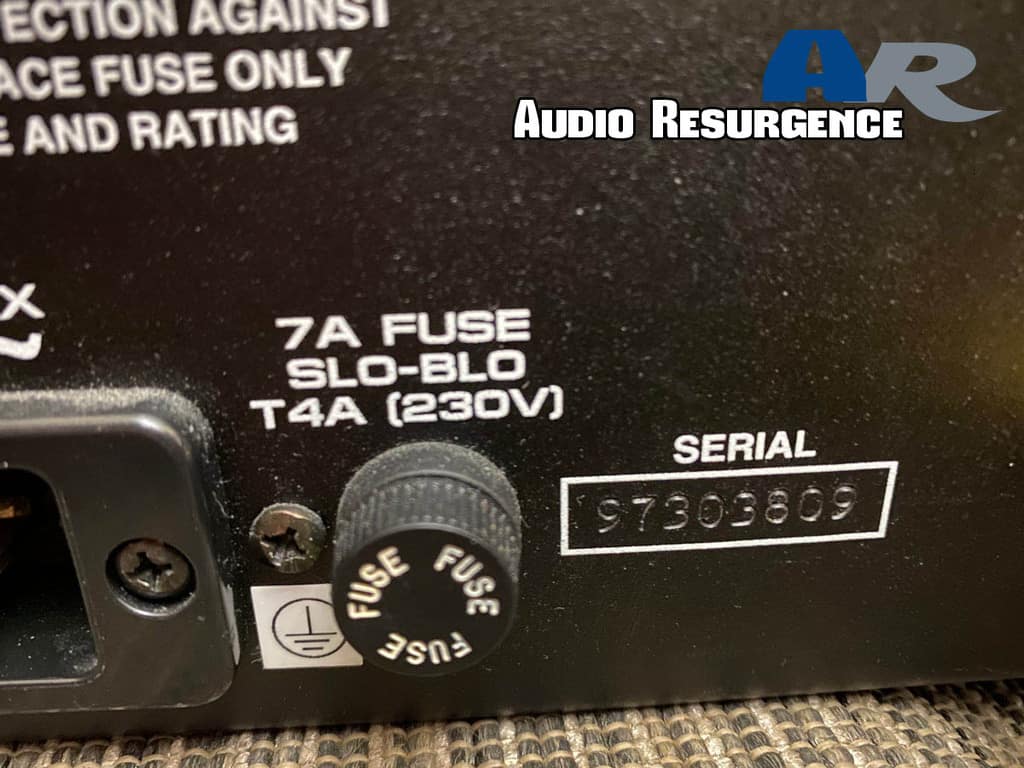 ECTION AGAINST
ACE FUSE ONLY
E AND RATING
AR
AUDIO RESURGENCE
X
7A FUSE
SLO-BLO
T4A (230V)
SERIAL
97303809
FUSE FUSE FUSE